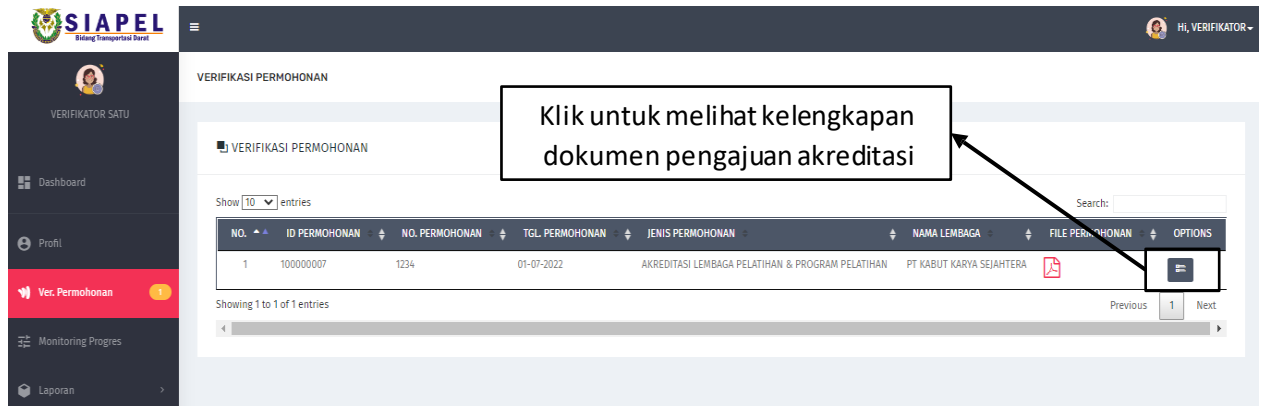 SIAPEL
Bidang Transportasi Darat
Hi, VERIFIKATOR
VERIFIKATOR SATU
Dashboard
Profil
Ver. Permohonan 1
Monitoring Progres
Laporan
VERIFIKASI PERMOHONAN
Klik untuk melihat kelengkapan
dokumen pengajuan akreditasi
VERIFIKASI PERMOHONAN
Show 10 entries
Search:
NO. ID PERMOHONAN NO. PERMOHONAN TGL. PERMOHONAN JENIS PERMOHONAN NAMA LEMBAGA FILE PERMOHONAN OPTIONS
1 100000007 1234 01-07-2022 AKREDITASI LEMBAGA PELATIHAN & PROGRAM PELATIHAN PT KABUT KARYA SEJAHTERA
Showing 1 to 1 of 1 entries
Previous 1 Next